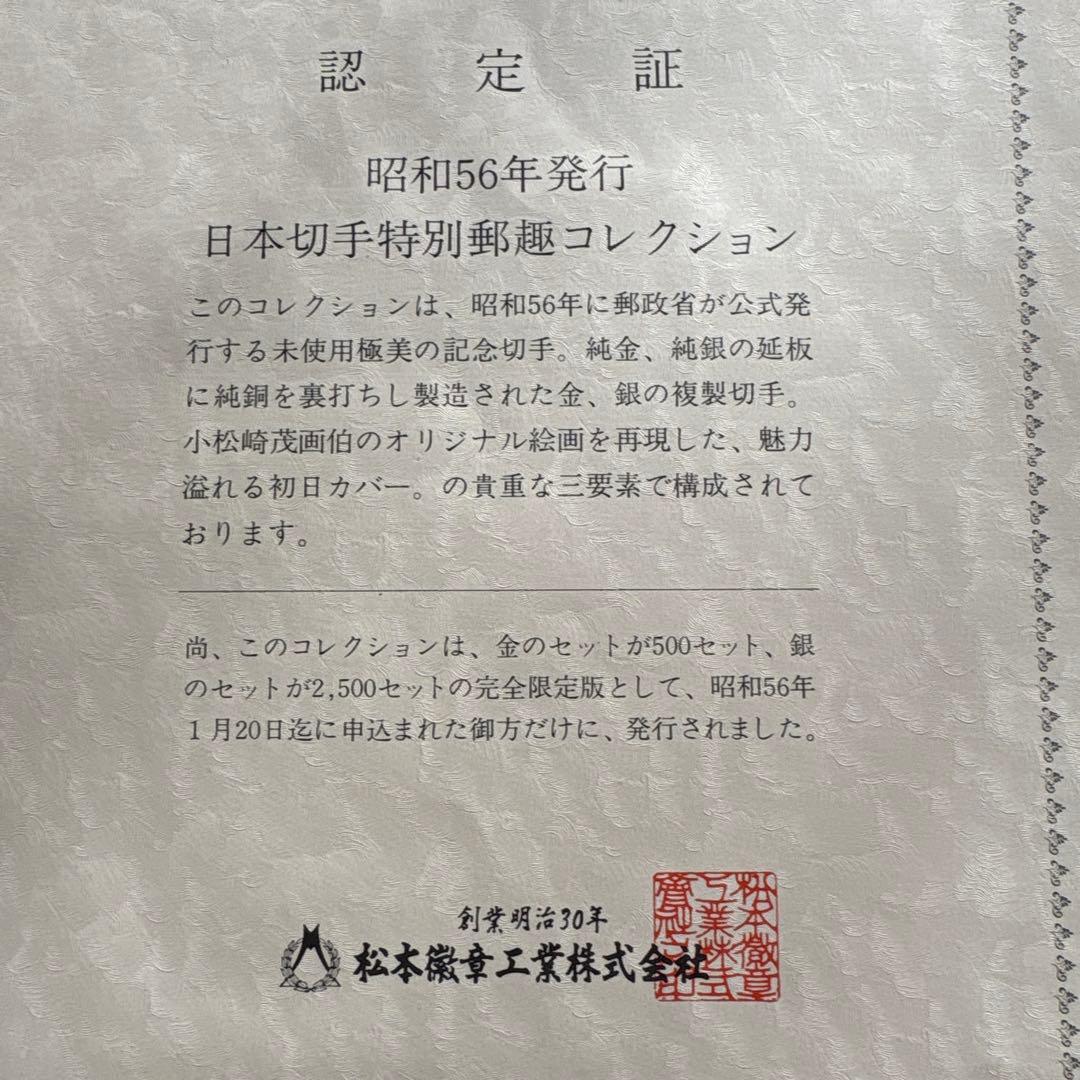 認定証
昭和56年発行
日本切手特別郵趣コレクション
このコレクションは、昭和56年に郵政省が公式発
行する未使用極美の記念切手。純金、純銀の延板
に純銅を裏打ちし製造された金、銀の複製切手。
小松崎茂画伯のオリジナル絵画を再現した、魅力
溢れる初日カバー。の貴重な三要素で構成されて
おります。
尚、このコレクションは、金のセットが500セット、銀
のセットが2,500セットの完全限定版として、昭和56年
1月20日迄に申込まれた御方だけに、発行されました。
創業明治30年
松本徽章工業株式会社
松本徽章
工業株式